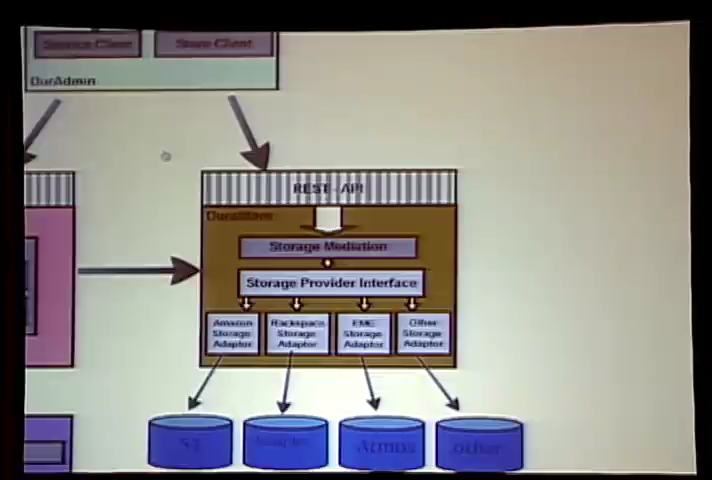 Service Client
Store Client
DurAdmin
REST - API
DuraStore
Storage Mediation
Storage Provider Interface
Amazon
Storage
Adaptor
Rackspace
Storage
Adaptor
EMC
Storage
Adaptor
Other
Storage
Adaptor
S3
Atmos
other